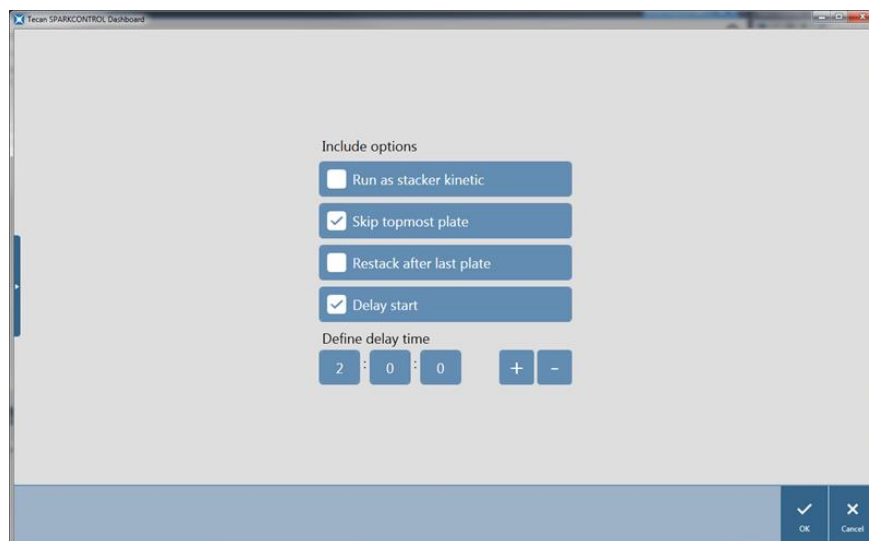 Tecan SPARKCONTROL Dashboard
Include options
Run as stacker kinetic
Skip topmost plate
Restack after last plate
Delay start
Define delay time
2 : 0 : 0 + -
OK Cancel